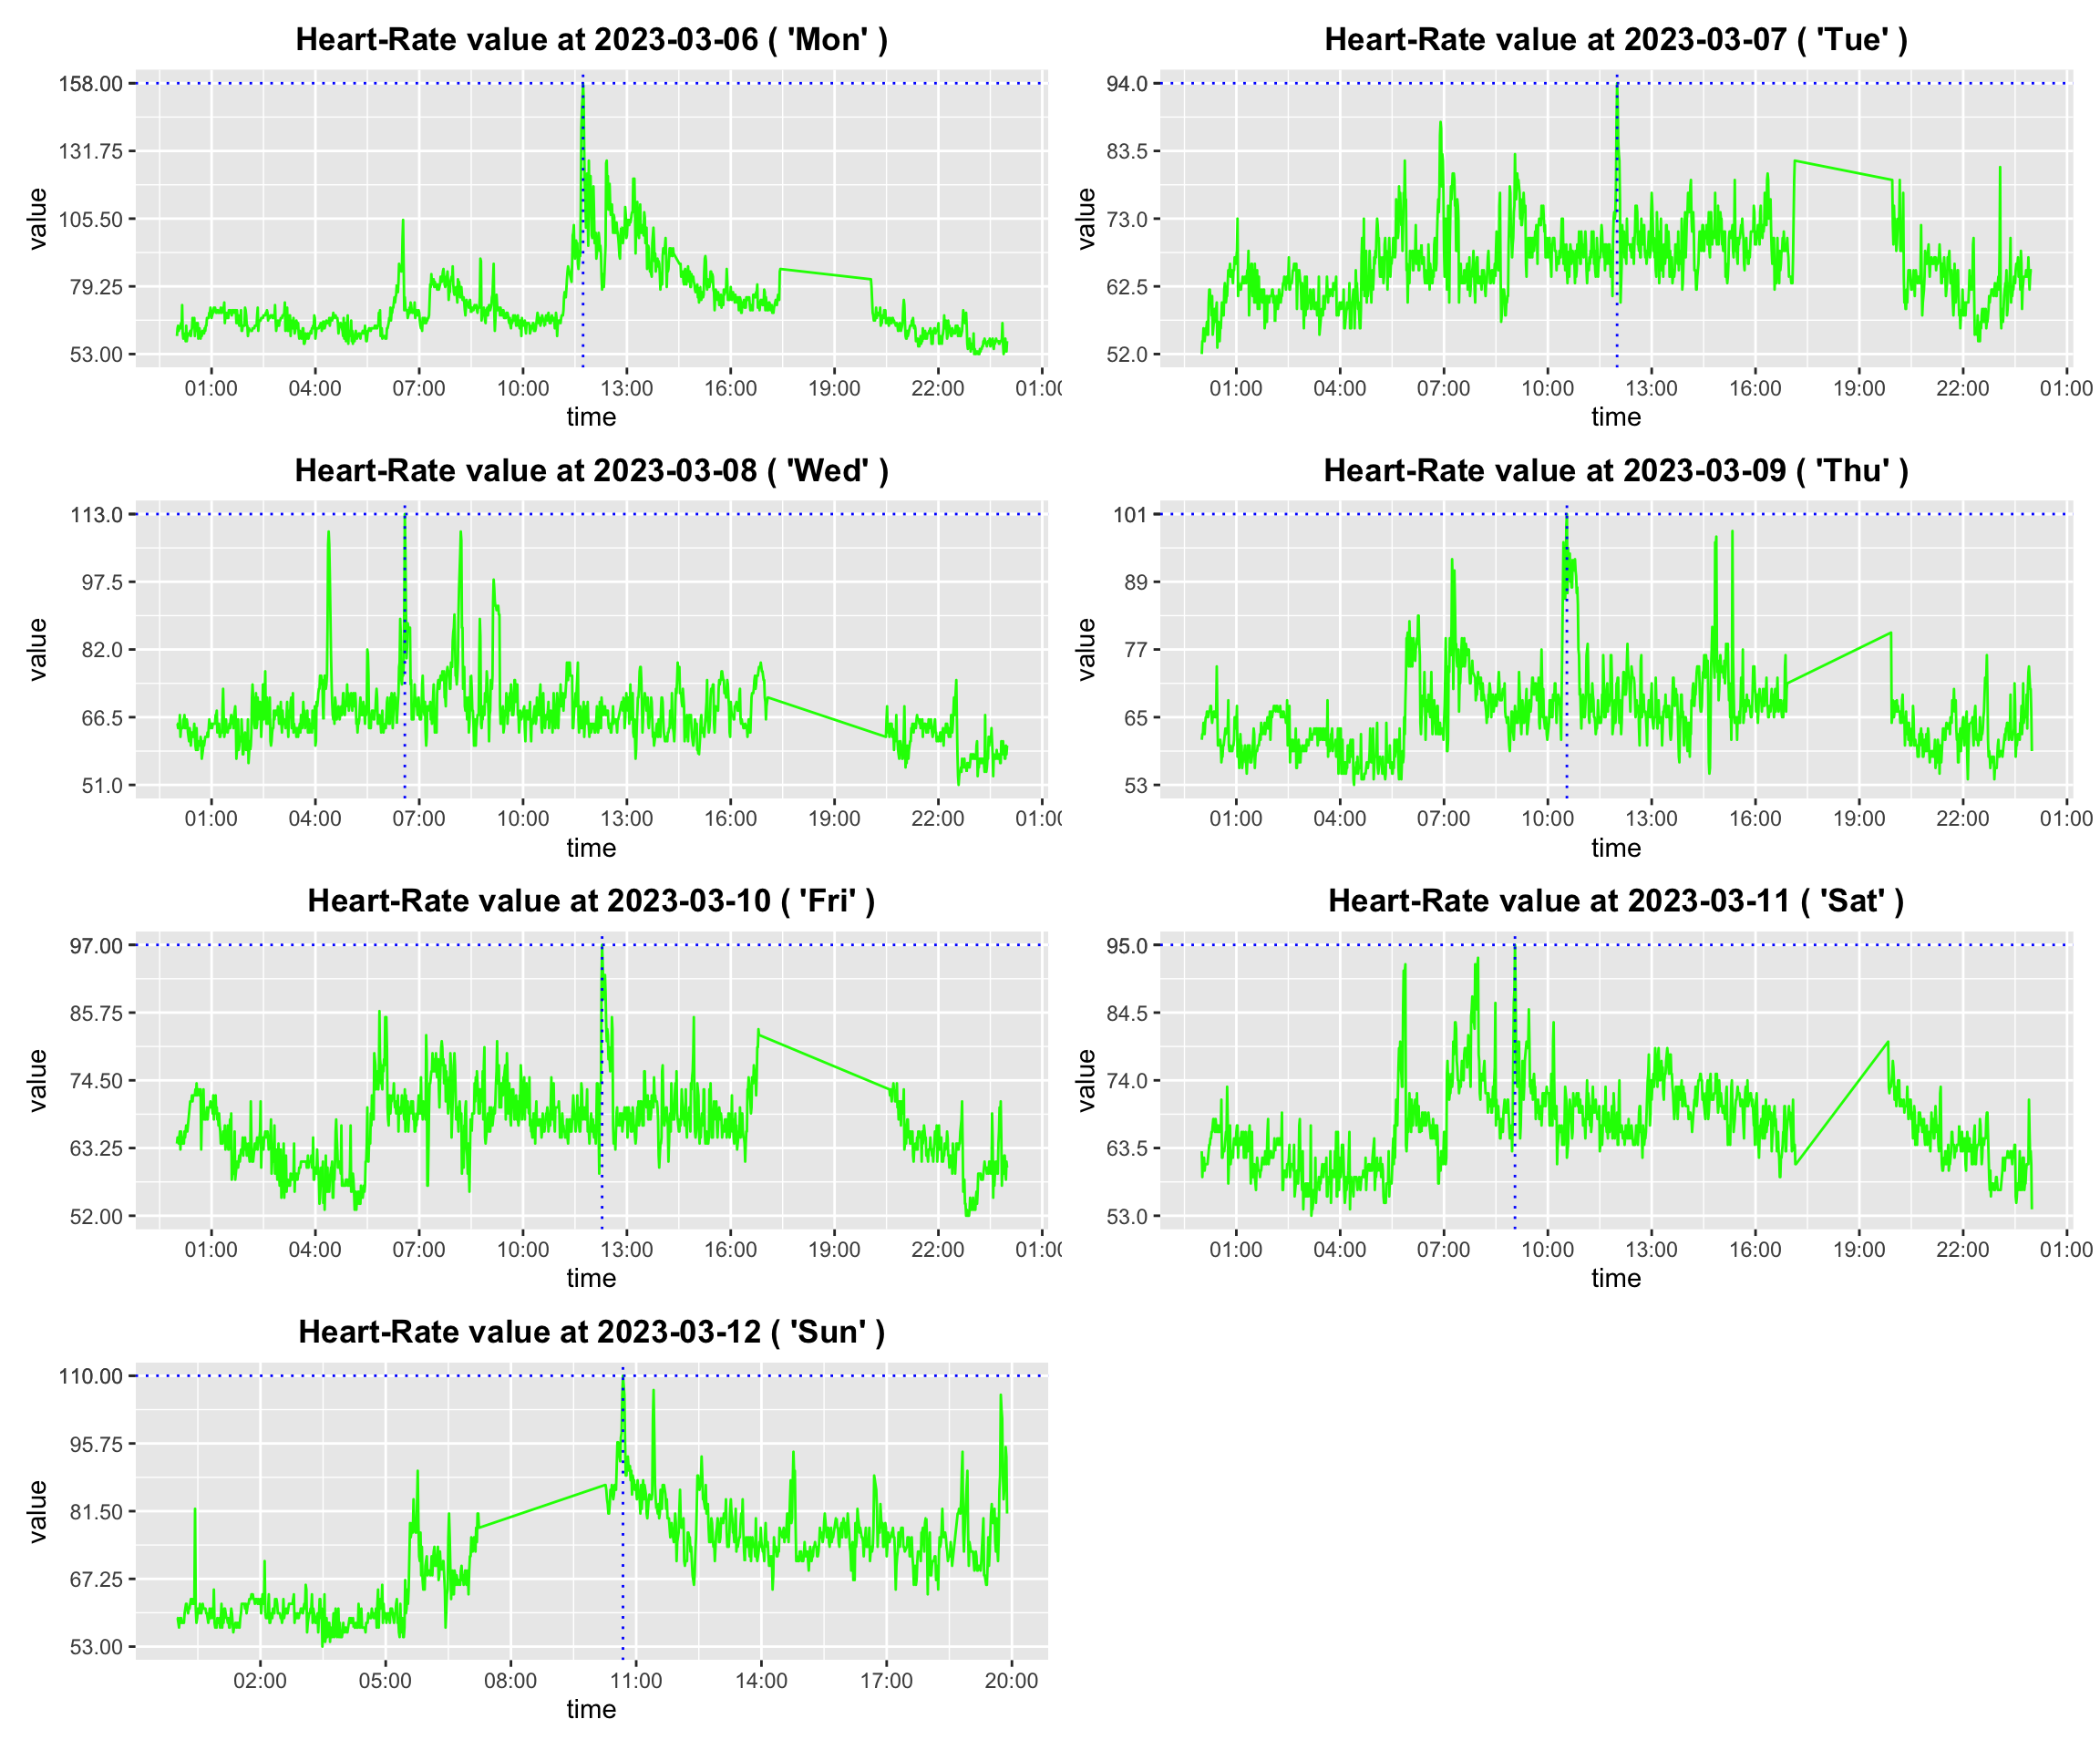 Heart-Rate value at 2023-03-06 ( 'Mon' )
158.00
131.75
105.50
79.25
53.00
value
01:00 04:00 07:00 10:00 13:00 16:00 19:00 22:00 01:0
time
Heart-Rate value at 2023-03-07 ( 'Tue' )
94.0
83.5
73.0
62.5
52.0
value
01:00 04:00 07:00 10:00 13:00 16:00 19:00 22:00 01:00
time
Heart-Rate value at 2023-03-08 ( 'Wed' )
113.0
97.5
82.0
66.5
51.0
value
01:00 04:00 07:00 10:00 13:00 16:00 19:00 22:00 01:0
time
Heart-Rate value at 2023-03-09 ( 'Thu' )
101
89
77
65
53
value
01:00 04:00 07:00 10:00 13:00 16:00 19:00 22:00 01:00
time
Heart-Rate value at 2023-03-10 ( 'Fri' )
97.00
85.75
74.50
63.25
52.00
value
01:00 04:00 07:00 10:00 13:00 16:00 19:00 22:00 01:0
time
Heart-Rate value at 2023-03-11 ( 'Sat' )
95.0
84.5
74.0
63.5
53.0
value
01:00 04:00 07:00 10:00 13:00 16:00 19:00 22:00 01:00
time
Heart-Rate value at 2023-03-12 ( 'Sun' )
110.00
95.75
81.50
67.25
53.00
value
02:00 05:00 08:00 11:00 14:00 17:00 20:00
time